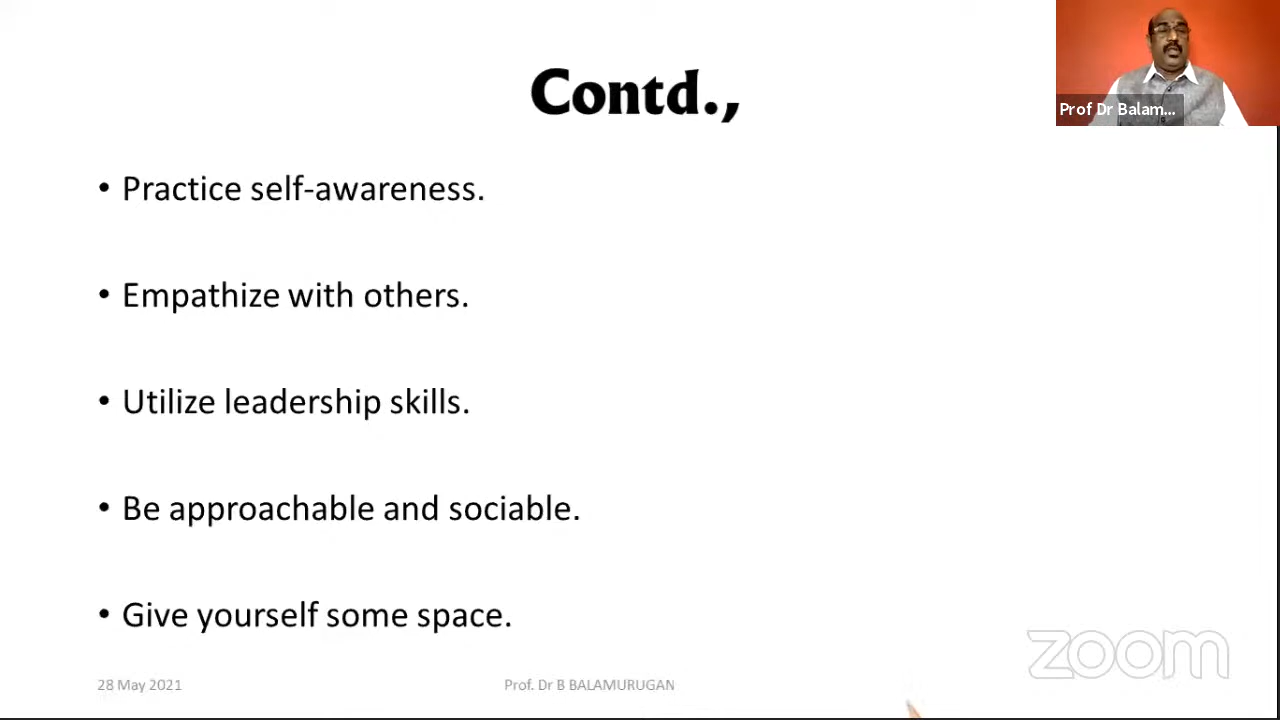 Contd.,
Prof Dr Balam...
• Practice self-awareness.
• Empathize with others.
• Utilize leadership skills.
• Be approachable and sociable.
• Give yourself some space.
zoom
28 May 2021
Prof. Dr B BALAMURUGAN